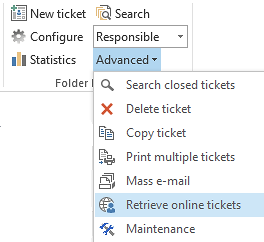 New ticket Search
Configure Responsible
Statistics Advanced
Folder
Search closed tickets
Delete ticket
Copy ticket
Print multiple tickets
Mass e-mail
Retrieve online tickets
Maintenance